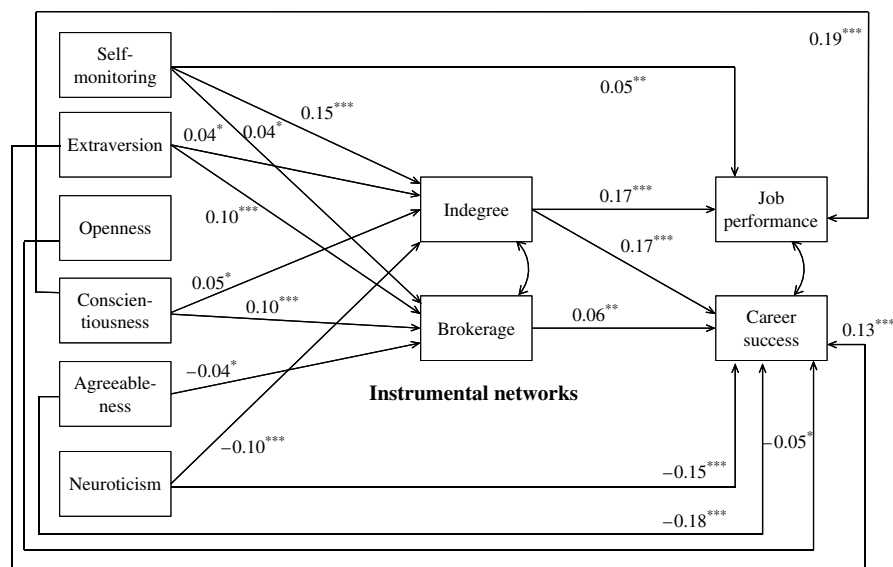 0.19***
Self-
monitoring
0.05**
0.15***
Extraversion
0.04*
0.04*
Indegree
0.17***
Job
performance
Openness
0.10***
0.17***
Conscien-
tiousness
0.05*
0.10***
Brokerage
0.06**
Career
success
0.13***
Agreeable-
ness
−0.04*
Instrumental networks
−0.10***
−0.05*
Neuroticism
−0.15***
−0.18***